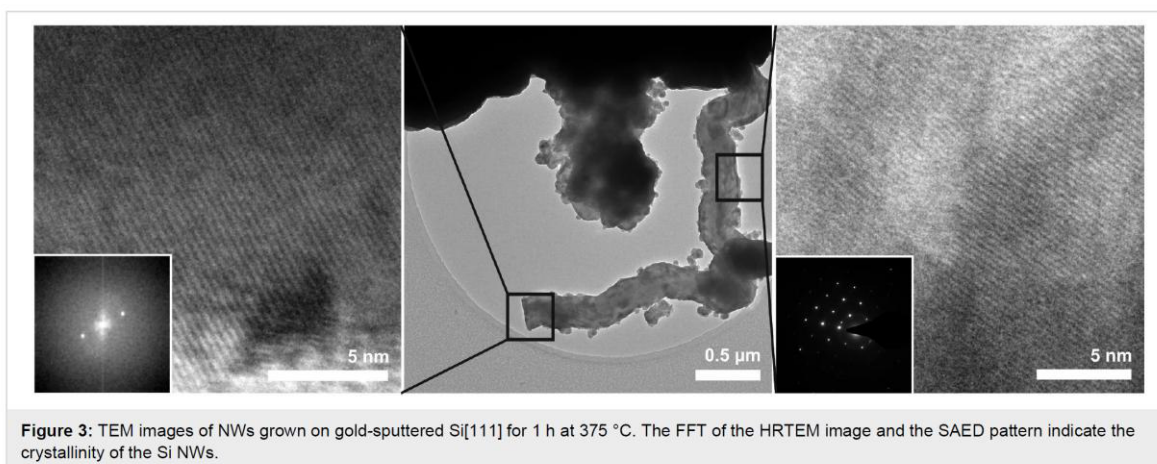 5 nm
0.5 µm
5 nm
Figure 3: TEM images of NWs grown on gold-sputtered Si[111] for 1 h at 375 °C. The FFT of the HRTEM image and the SAED pattern indicate the
crystallinity of the Si NWs.